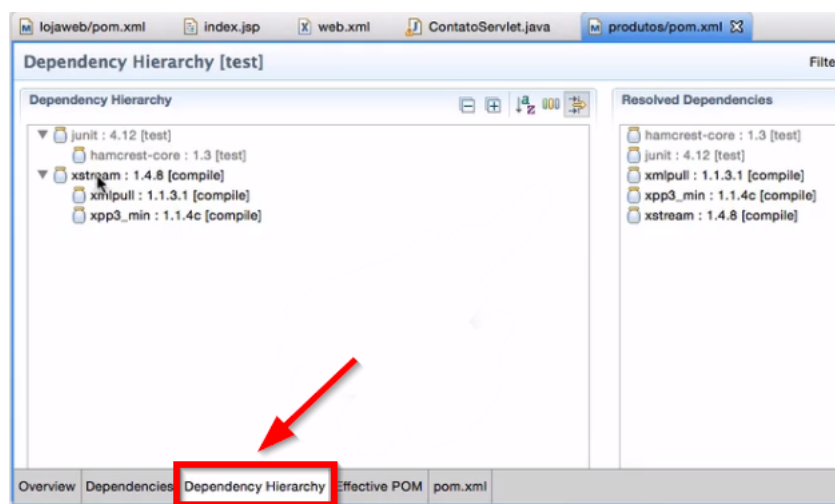 lojaweb/pom.xml index.jsp web.xml ContatoServlet.java produtos/pom.xml
Dependency Hierarchy [test]
Filte
Dependency Hierarchy
junit : 4.12 [test]
hamcrest-core : 1.3 [test]
xstream : 1.4.8 [compile]
xmlpull : 1.1.3.1 [compile]
xpp3_min : 1.1.4c [compile]
Resolved Dependencies
hamcrest-core : 1.3 [test]
junit : 4.12 [test]
xmlpull : 1.1.3.1 [compile]
xpp3_min : 1.1.4c [compile]
xstream : 1.4.8 [compile]
Overview Dependencies Dependency Hierarchy Effective POM pom.xml